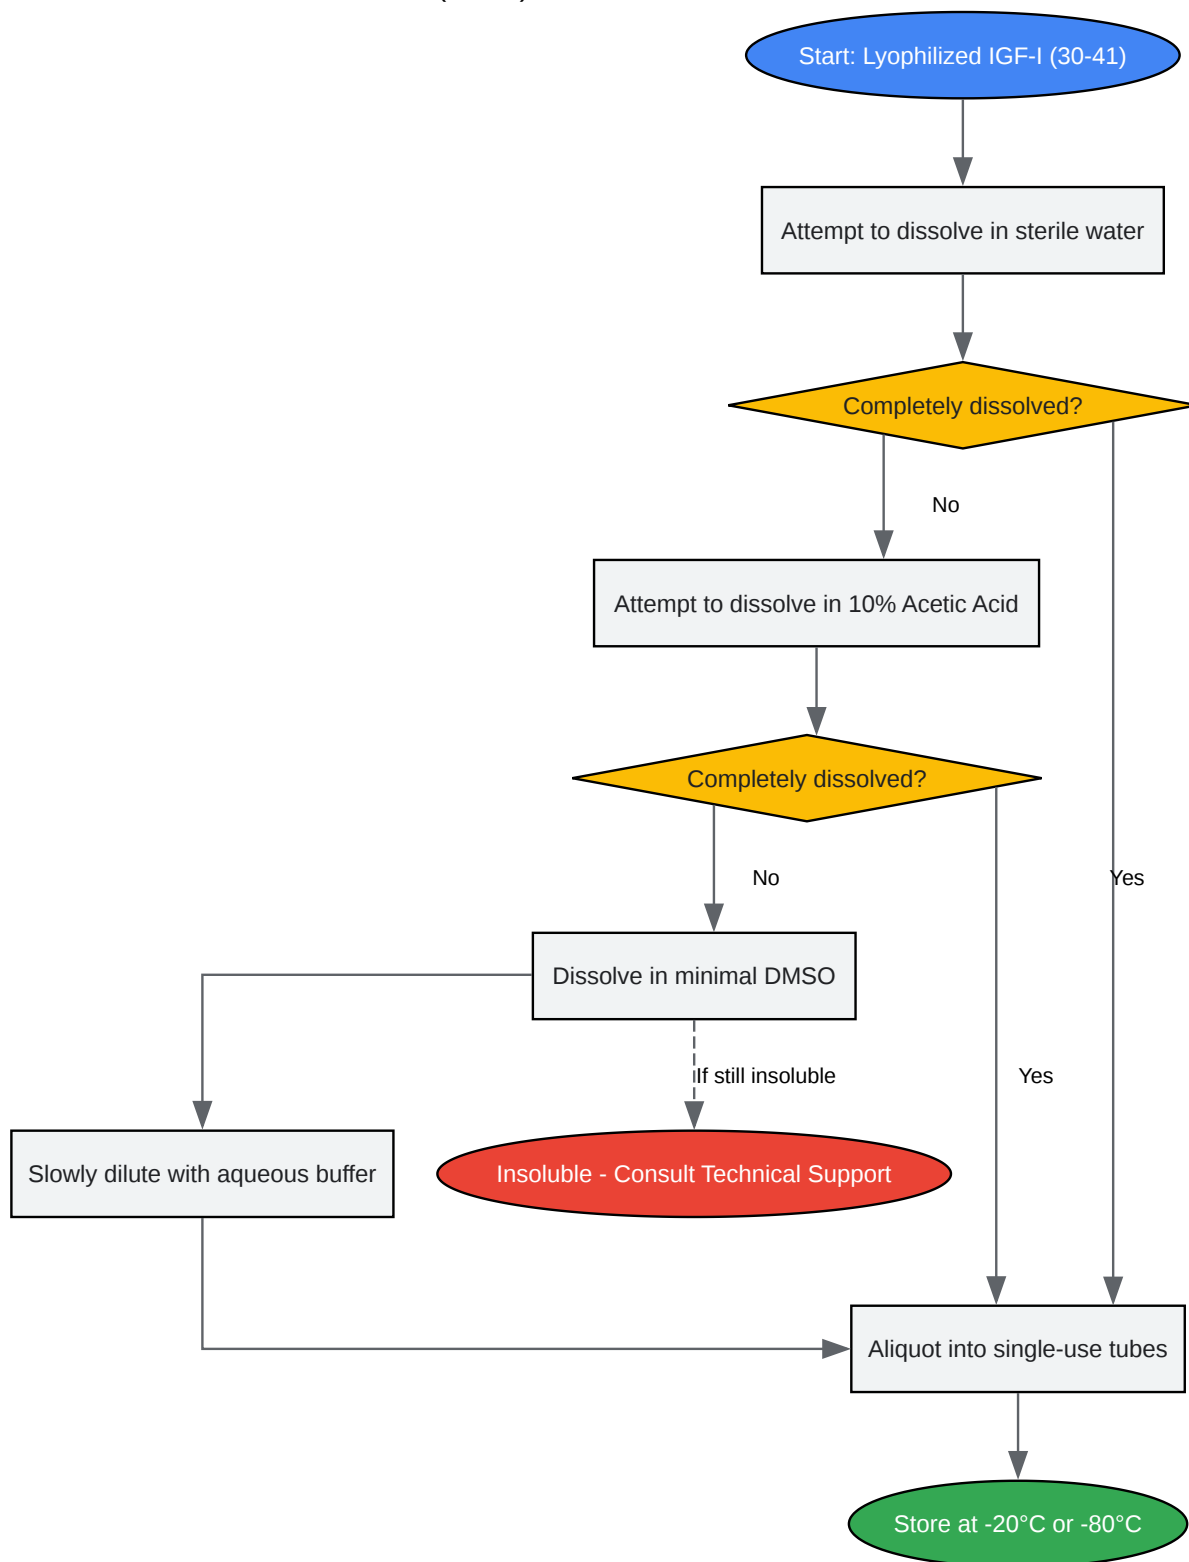 Start: Lyophilized IGF-I (30-41)
Attempt to dissolve in sterile water
Completely dissolved?
No
Attempt to dissolve in 10% Acetic Acid
Completely dissolved?
No
Yes
Dissolve in minimal DMSO
If still insoluble
Yes
Slowly dilute with aqueous buffer
Insoluble - Consult Technical Support
Aliquot into single-use tubes
Store at -20°C or -80°C